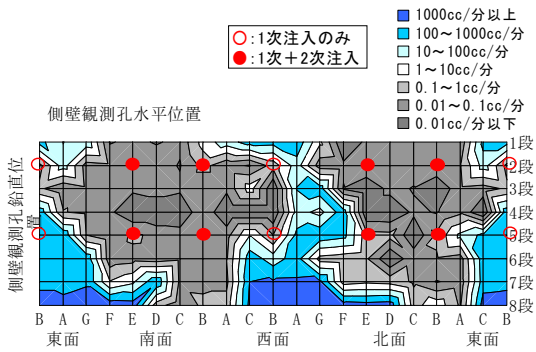 1000cc/分以上
100～1000cc/分
10～100cc/分
1～10cc/分
0.1～1cc/分
0.01～0.1cc/分
0.01cc/分以下
○:1次注入のみ
●:1次＋2次注入
側壁観測孔水平位置
側壁観測孔鉛直位置
1段
2段
3段
4段
5段
6段
7段
8段
B A G F E D C B A C B A G F E D C B A C B
東面 南面 西面 北面 東面